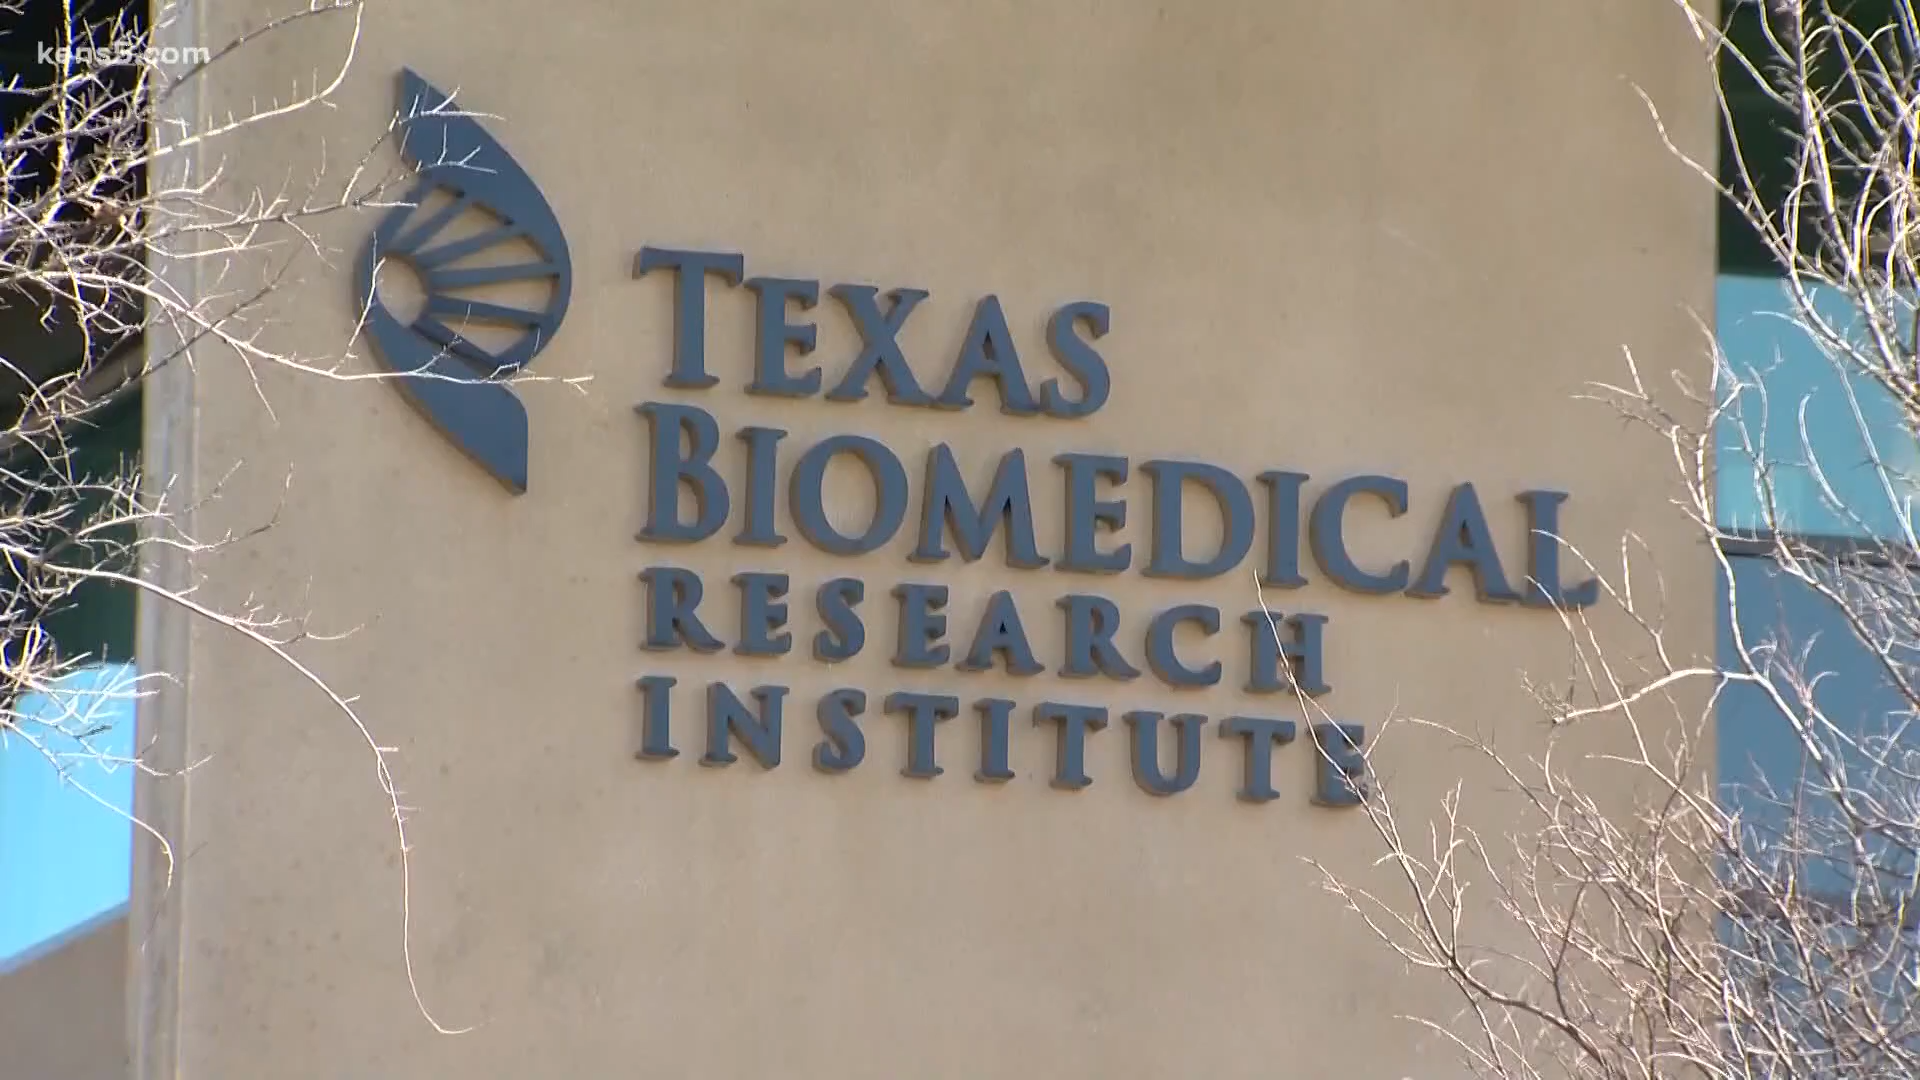 kens5.com
TEXAS
BIOMEDICAL
RESEARCH
INSTITUTE